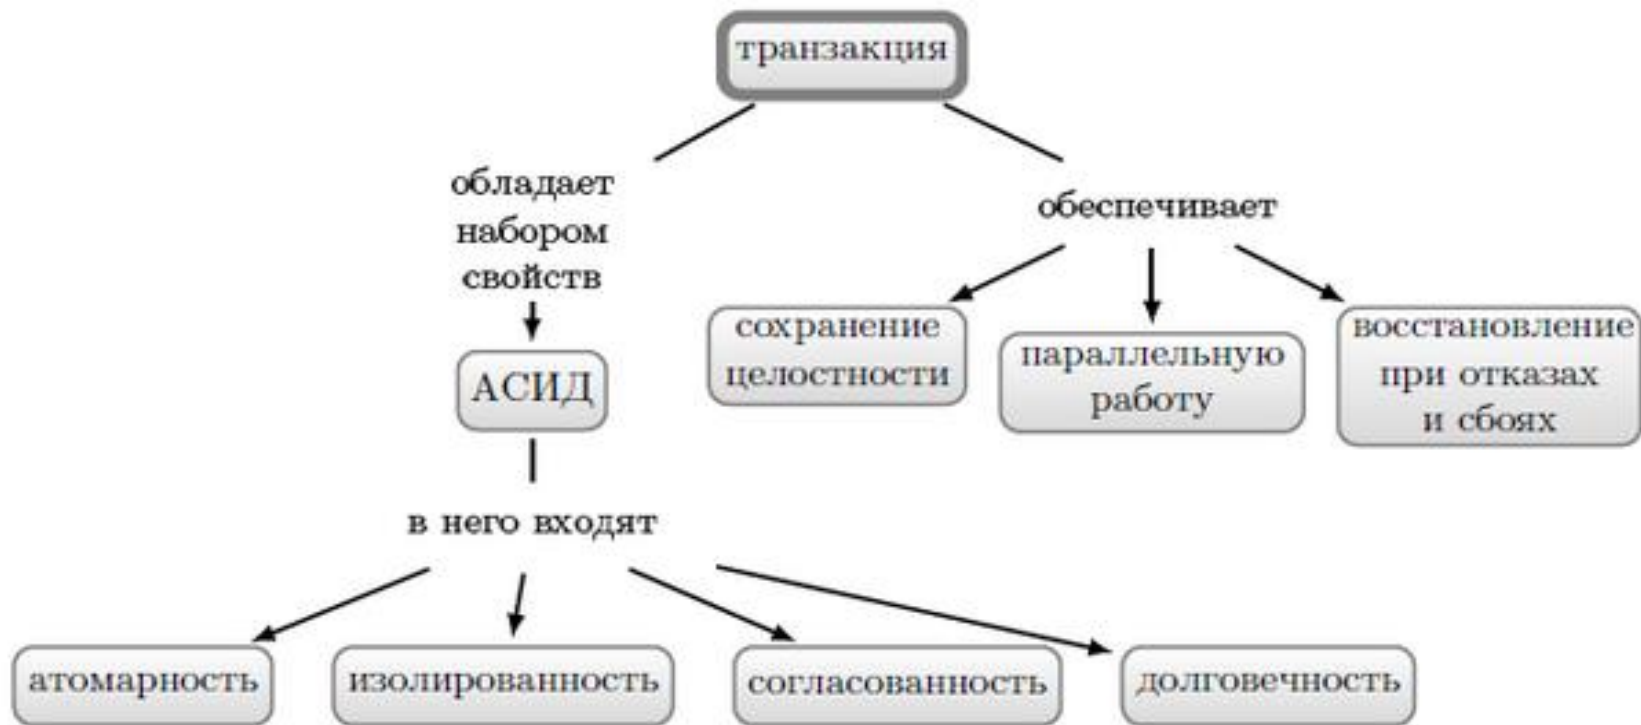 транзакция
обладает
набором
свойств
обеспечивает
АСИД
сохранение
целостности
параллельную
работу
восстановление
при отказах
и сбоях
в него входят
атомарность
изолированность
согласованность
долговечность